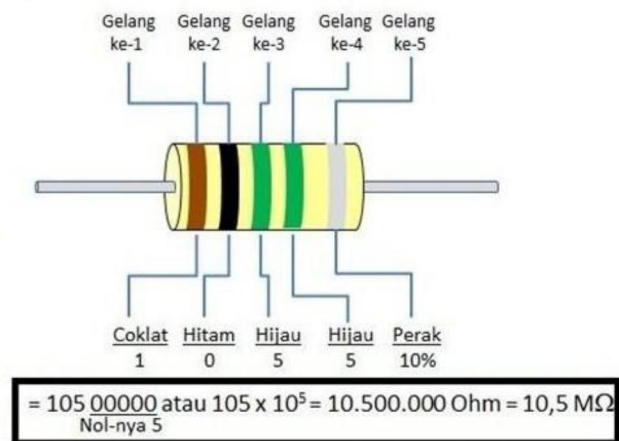 Gelang Gelang Gelang Gelang Gelang
ke-1 ke-2 ke-3 ke-4 ke-5
Coklat Hitam Hijau Hijau Perak
1 0 5 5 10%
= 105 00000 atau 105 x 10⁵ = 10.500.000 Ohm = 10,5 MΩ
Nol-nya 5